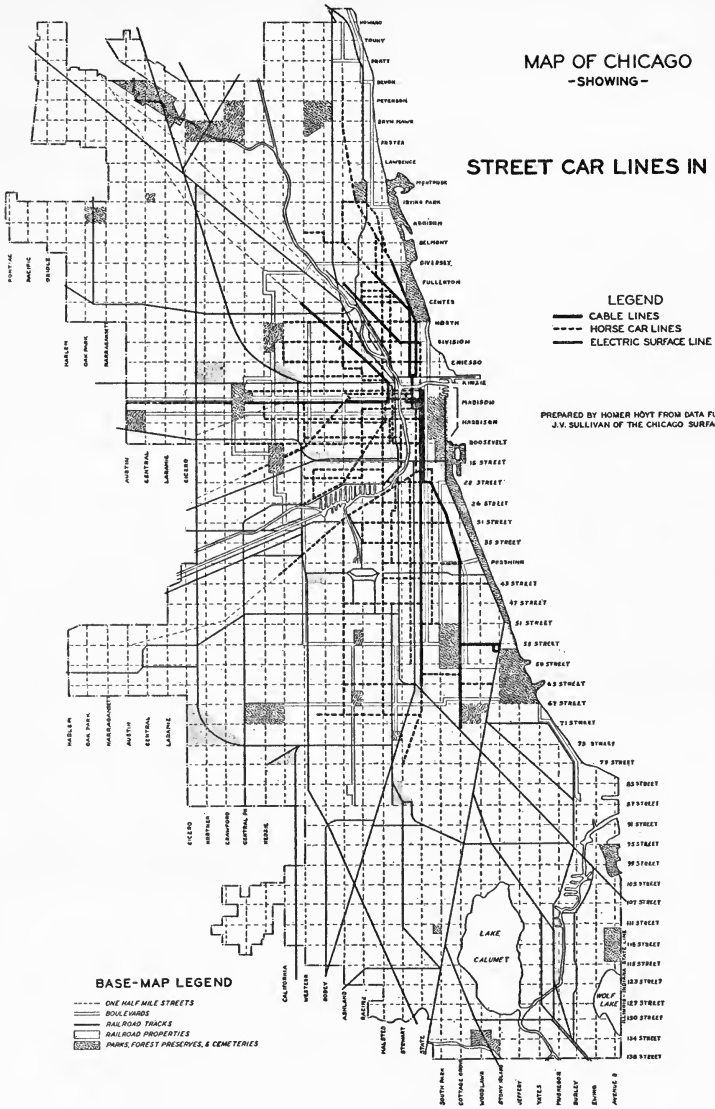 MAP OF CHICAGO
-SHOWING-
STREET CAR LINES IN
LEGEND
CABLE LINES
HORSE CAR LINES
ELECTRIC SURFACE LINE
PREPARED BY HOMER HOYT FROM DATA FU
J.V. SULLIVAN OF THE CHICAGO SURFA
HOWARD
TOUHY
PRATT
DEVON
PETERSON
BRYN MAWR
FOSTER
LAWRENCE
MONTROSE
IRVING PARK
ADDISON
BELMONT
DIVERSEY
FULLERTON
CENTER
NORTH
DIVISION
CHICAGO
KINZIE
MADISON
HARRISON
ROOSEVELT
16 STREET
22 STREET
26 STREET
31 STREET
35 STREET
PERSHING
43 STREET
47 STREET
51 STREET
55 STREET
60 STREET
63 STREET
67 STREET
71 STREET
75 STREET
79 STREET
83 STREET
87 STREET
91 STREET
95 STREET
99 STREET
103 STREET
107 STREET
111 STREET
115 STREET
119 STREET
123 STREET
127 STREET
130 STREET
134 STREET
138 STREET
PONTIAC
PACIFIC
ORIOLE
HARLEM
OAK PARK
NARRAGANSETT
AUSTIN
CENTRAL
LARAMIE
CICERO
HARLEM
OAK PARK
NARRAGANSETT
AUSTIN
CENTRAL
LARAMIE
CICERO
KOSTNER
CRAWFORD
CENTRAL PK
KEDZIE
CALIFORNIA
WESTERN
ROBEY
ASHLAND
RACINE
HALSTED
STEWART
STATE
SOUTH PARK
COTTAGE GROVE
WOODLAWN
STONY ISLAND
JEFFERY
YATES
MUSKEGON
BURLEY
EWING
AVENUE B
LAKE
CALUMET
WOLF
LAKE
ILLINOIS-INDIANA STATE LINE
BASE-MAP LEGEND
ONE HALF MILE STREETS
BOULEVARDS
RAILROAD TRACKS
RAILROAD PROPERTIES
PARKS, FOREST PRESERVES, & CEMETERIES